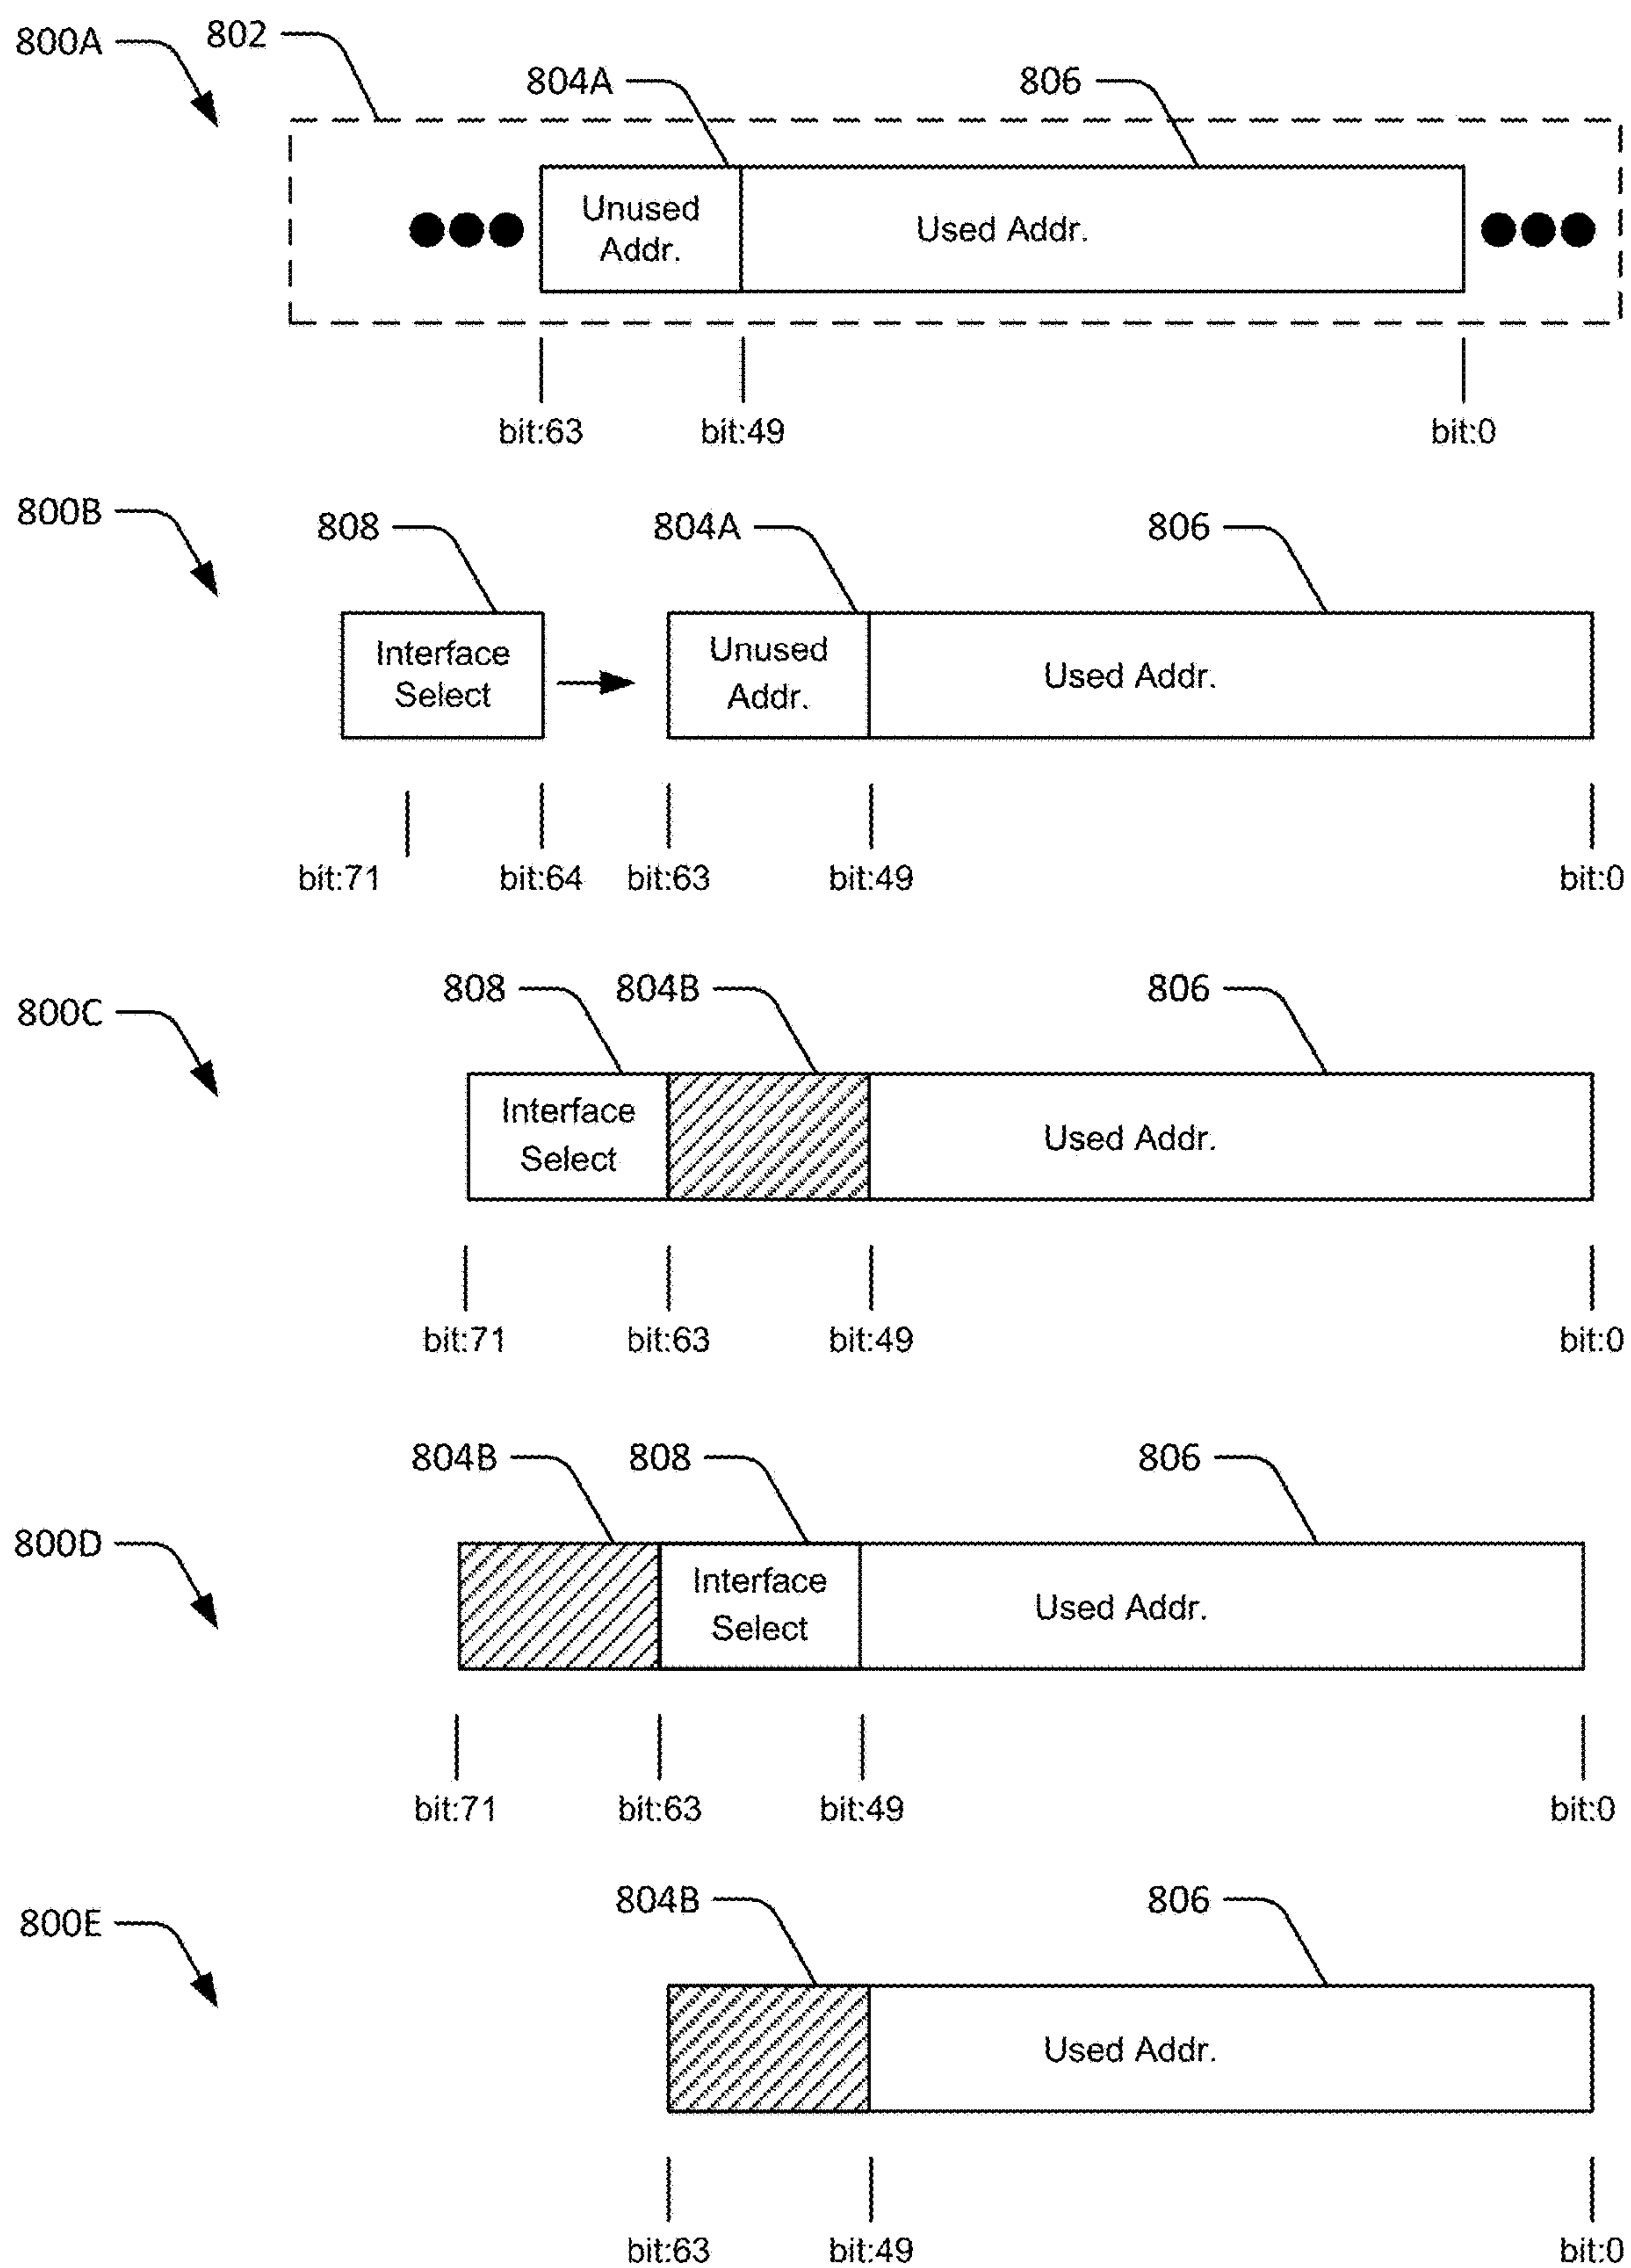 800A
802
804A
806
Unused
Addr.
Used Addr.
bit:63
bit:49
bit:0
800B
808
804A
806
Interface
Select
Unused
Addr.
Used Addr.
bit:71
bit:64
bit:63
bit:49
bit:0
800C
808
804B
806
Interface
Select
Used Addr.
bit:71
bit:63
bit:49
bit:0
800D
804B
808
806
Interface
Select
Used Addr.
bit:71
bit:63
bit:49
bit:0
800E
804B
806
Used Addr.
bit:63
bit:49
bit:0